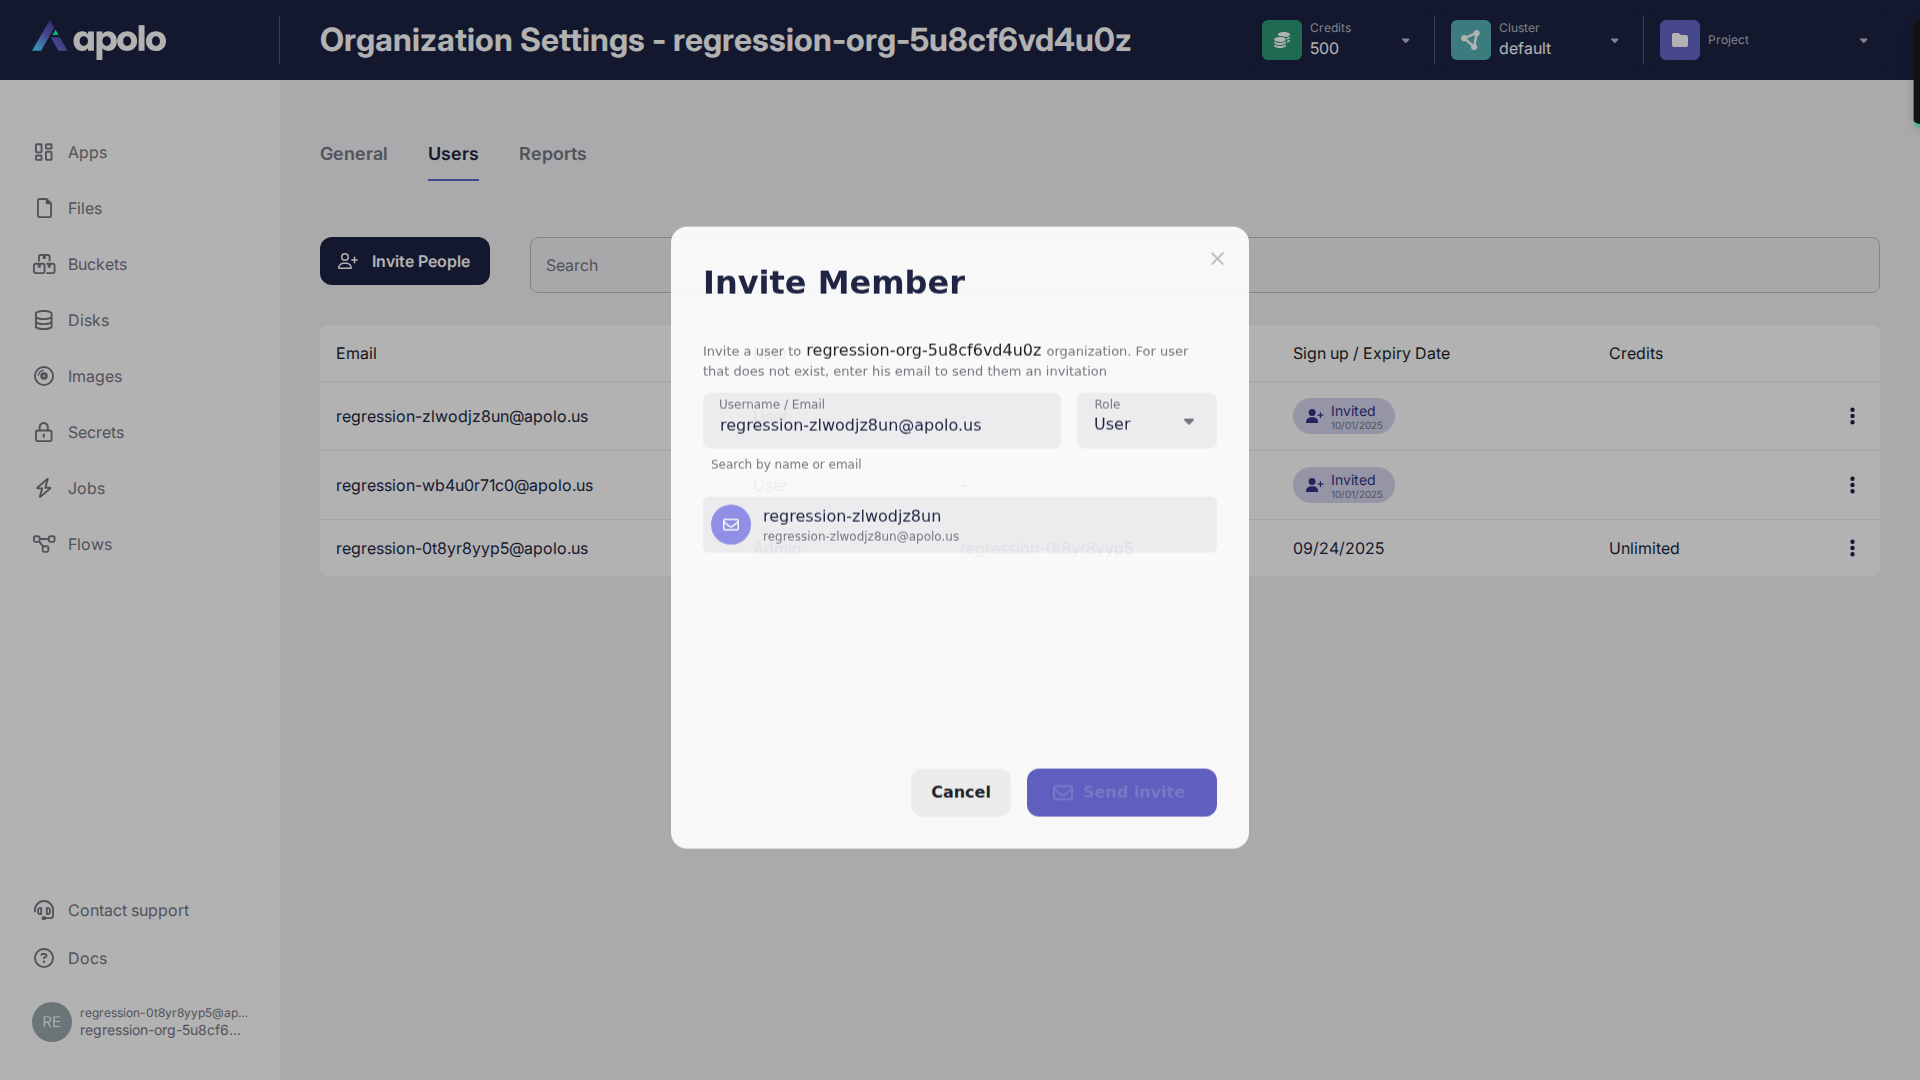 apolo
Organization Settings - regression-org-5u8cf6vd4u0z
Credits
500
Cluster
default
Project
Apps
Files
Buckets
Disks
Images
Secrets
Jobs
Flows
Contact support
Docs
RE
regression-0t8yr8yyp5@ap...
regression-org-5u8cf6...
General
Users
Reports
Invite People
Search
Email
Sign up / Expiry Date
Credits
regression-zlwodjz8un@apolo.us
Invited
10/01/2025
regression-wb4u0r71c0@apolo.us
User
-
Invited
10/01/2025
regression-0t8yr8yyp5@apolo.us
Admin
regression-0t8yr8yyp5
09/24/2025
Unlimited
Invite Member
Invite a user to regression-org-5u8cf6vd4u0z organization. For user
that does not exist, enter his email to send them an invitation
Username / Email
regression-zlwodjz8un@apolo.us
Role
User
Search by name or email
regression-zlwodjz8un
regression-zlwodjz8un@apolo.us
Cancel
Send invite